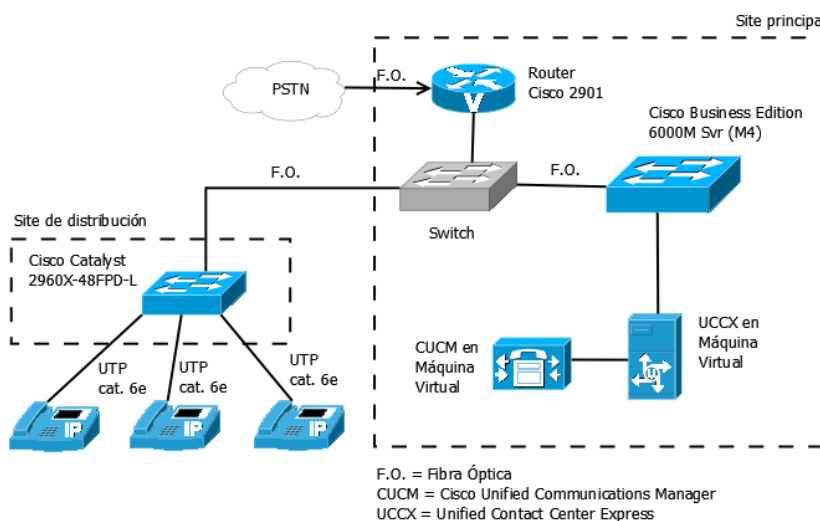 Site principa
F.O.
PSTN
Router
Cisco 2901
V
Cisco Business Edition
6000M Svr (M4)
F.O.
F.O.
Switch
Site de distribución
Cisco Catalyst
2960X-48FPD-L
UTP
cat. 6e
UTP
cat. 6e
UTP
cat. 6e
IP
IP
IP
CUCM en
Máquina
Virtual
UCCX en
Máquina
Virtual
U
F.O. = Fibra Óptica
CUCM = Cisco Unified Communications Manager
UCCX = Unified Contact Center Express